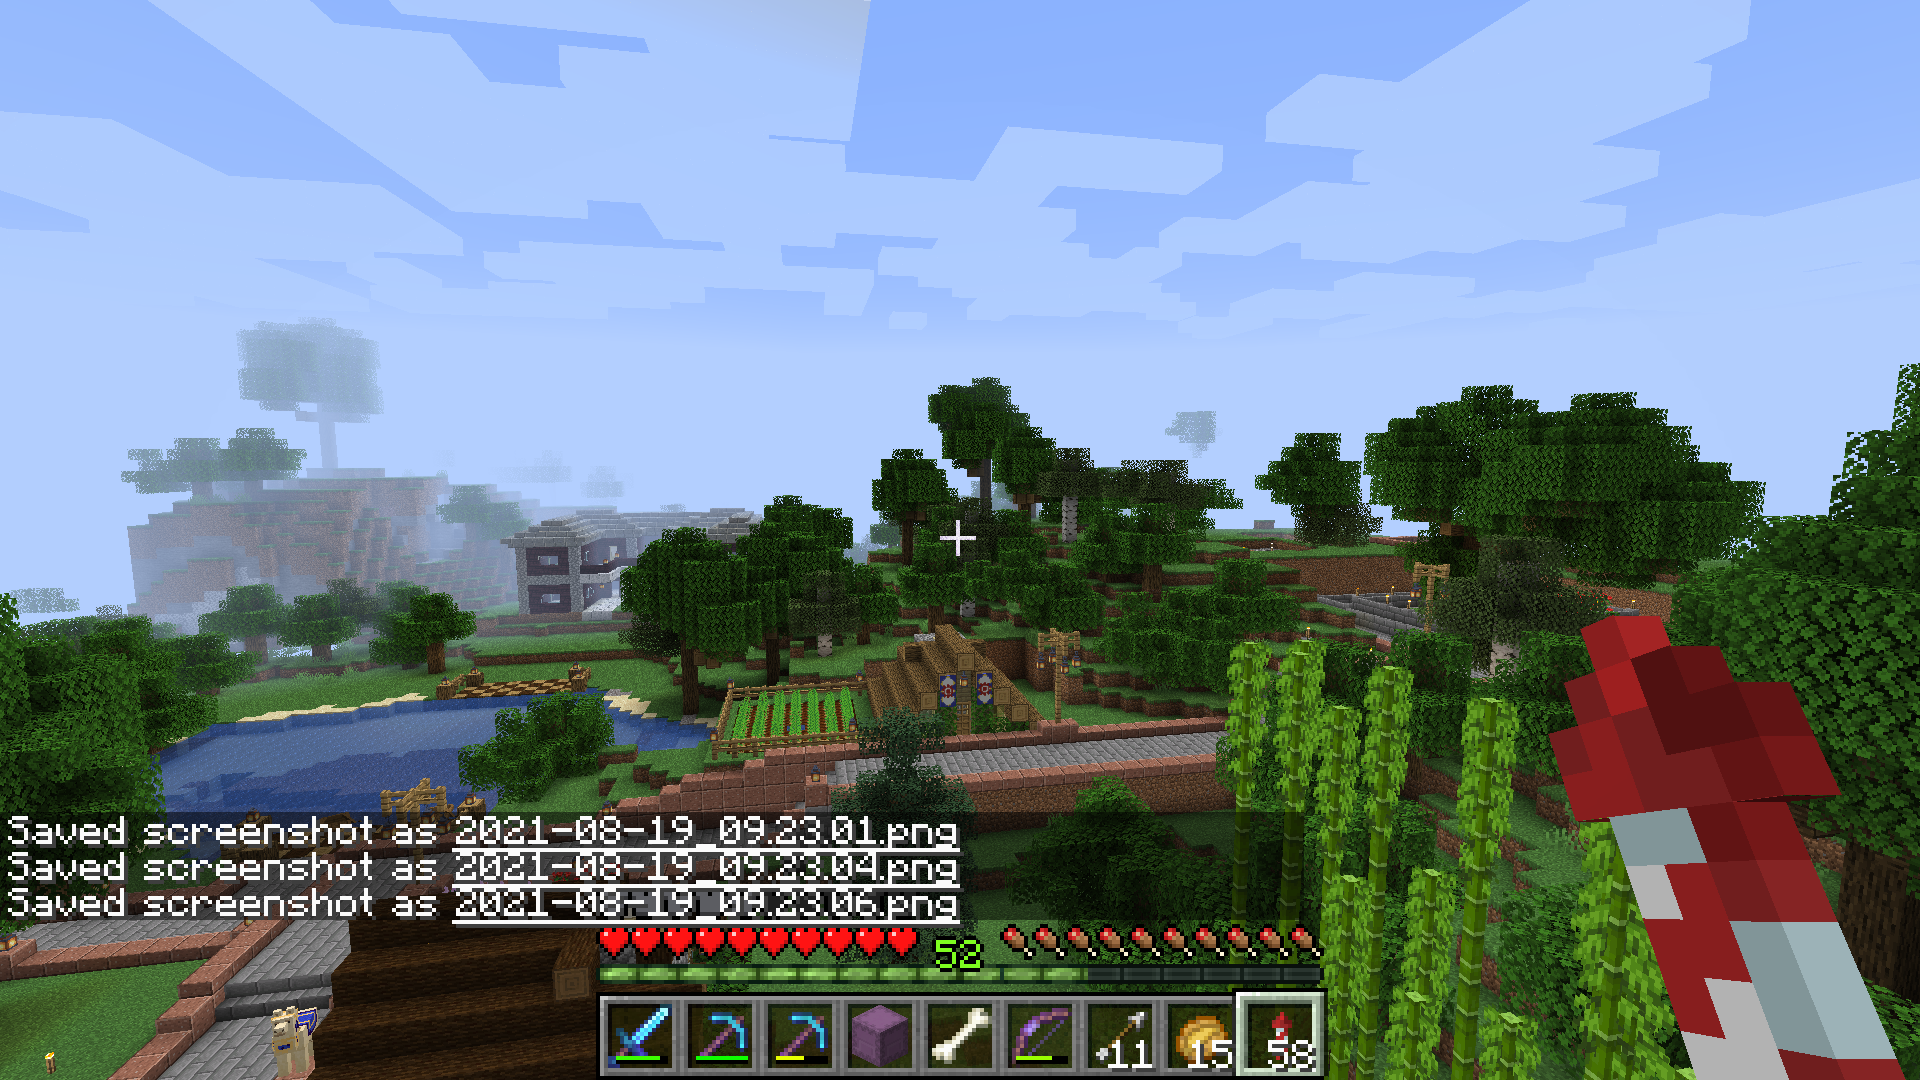 Saved screenshot as 2021-08-19_09.23.01.png
Saved screenshot as 2021-08-19_09.23.04.png
Saved screenshot as 2021-08-19_09.23.06.png
52
11 15 58